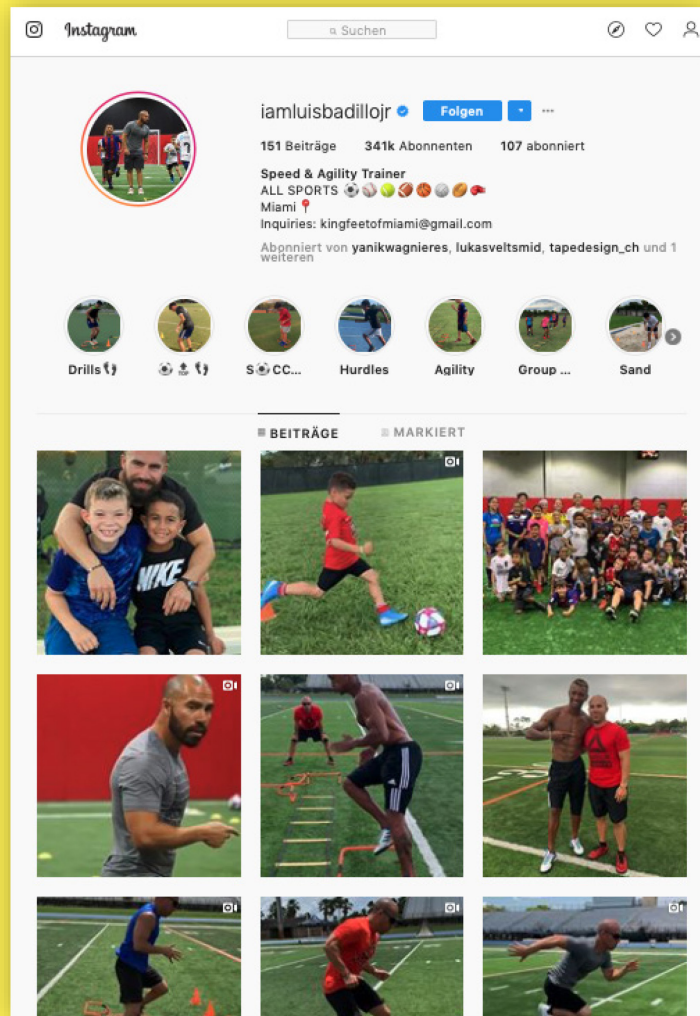 Instagram
Suchen
iamluisbadillojr Folgen
151 Beiträge 341k Abonnenten 107 abonniert
Speed & Agility Trainer
ALL SPORTS ⚽⚾🎾🏈🏀🏐🏉🥊
Miami 📍
Inquiries: kingfeetofmiami@gmail.com
Abonniert von yanikwagnieres, lukasveltsmid, tapedesign_ch und 1
weiteren
Drills👣 ⚽🔝👣 S⚽CC... Hurdles Agility Group ... Sand
BEITRÄGE MARKIERT
NIKE